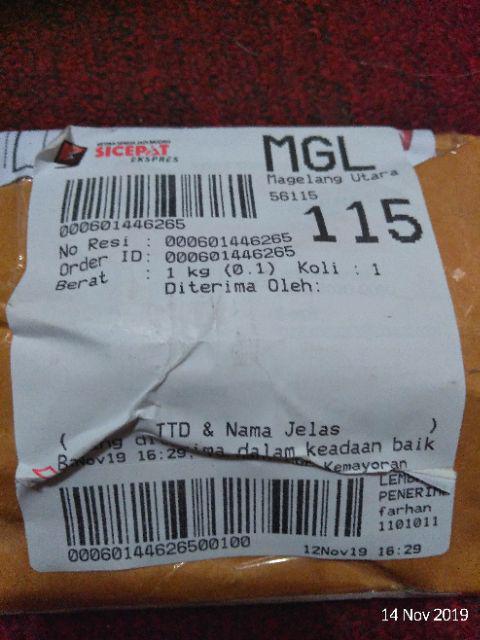 SICEPAT
EKSPRES
MGL
Magelang Utara
56115
115
000601446265
No Resi : 000601446265
Order ID: 000601446265
Berat : 1 kg (0.1) Koli : 1
Diterima Oleh:
( TTD & Nama Jelas )
dalam keadaan baik
Nov19 16:29
Kemayoran
PENERIM
farhan
1101011
00060144626500100
12Nov19 16:29
14 Nov 2019